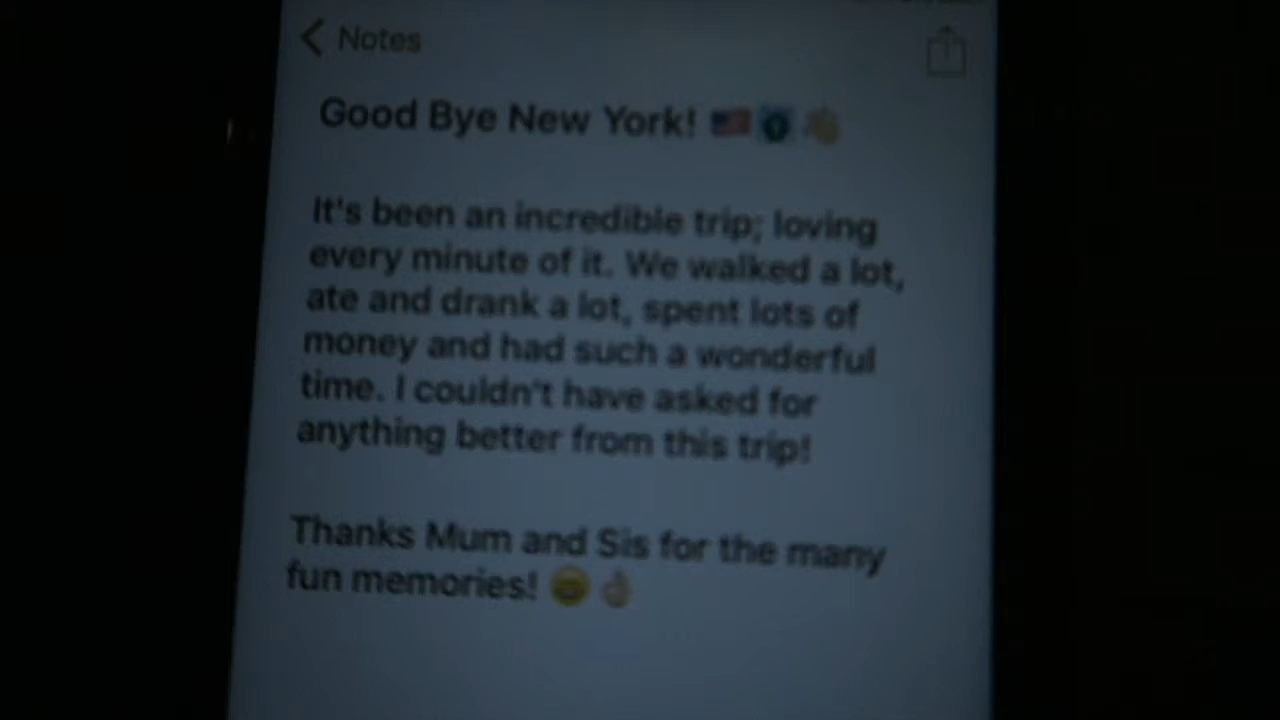 Notes
Good Bye New York! 🇺🇸🗽👋
It's been an incredible trip; loving
every minute of it. We walked a lot,
ate and drank a lot, spent lots of
money and had such a wonderful
time. I couldn't have asked for
anything better from this trip!
Thanks Mum and Sis for the many
fun memories! 😄👌